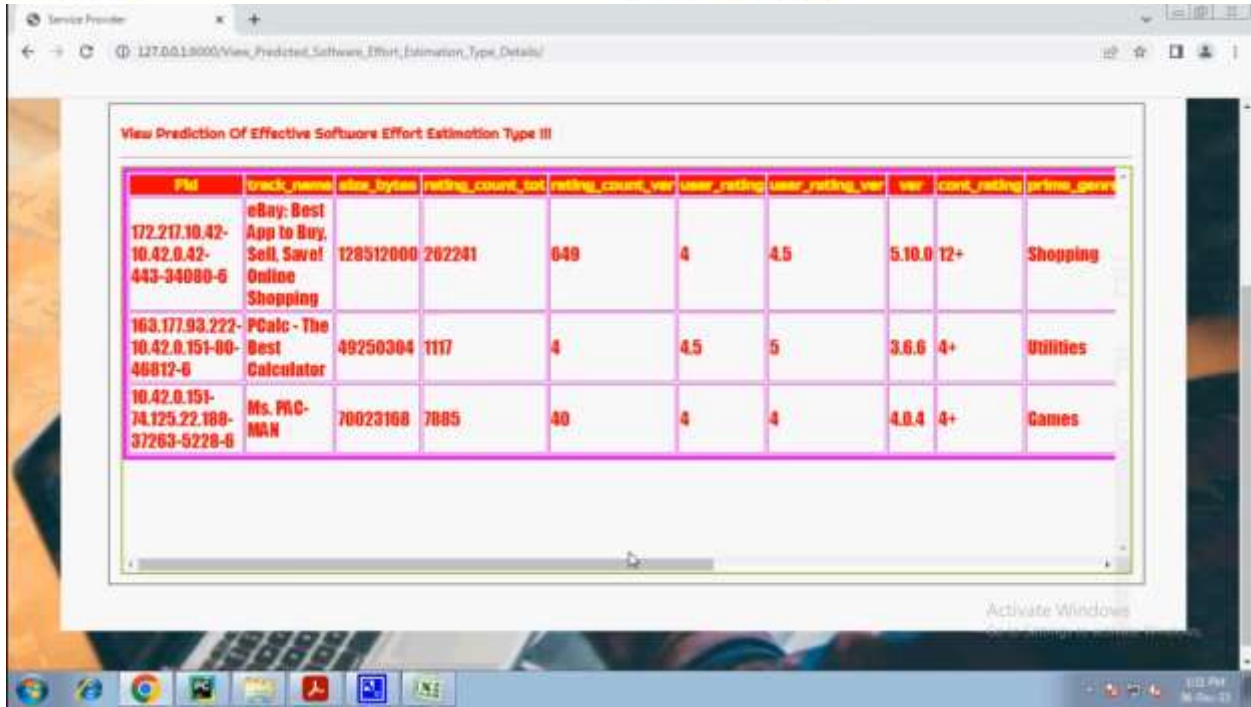 Service Provider
127.0.0.1:8000/View_Predicted_Software_Effort_Estimation_Type_Details/
View Prediction Of Effective Software Effort Estimation Type !!!
Fid track_name size_bytes rating_count_tot rating_count_ver user_rating user_rating_ver ver cont_rating prime_genre
172.217.10.42-
10.42.0.42-
443-34080-6
eBay: Best
App to Buy,
Sell, Save!
Online
Shopping
128512000 262241 649 4 4.5 5.10.0 12+ Shopping
163.177.93.222-
10.42.0.151-80-
46812-6
PCalc - The
Best
Calculator
49250304 1117 4 4.5 5 3.6.6 4+ Utilities
10.42.0.151-
74.125.22.188-
37263-5228-6
Ms. PAC-
MAN
70023168 7885 40 4 4 4.0.4 4+ Games
Activate Windows